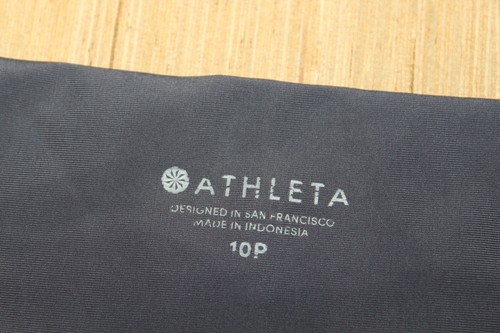 ATHLETA
DESIGNED IN SAN FRANCISCO
MADE IN INDONESIA
10P